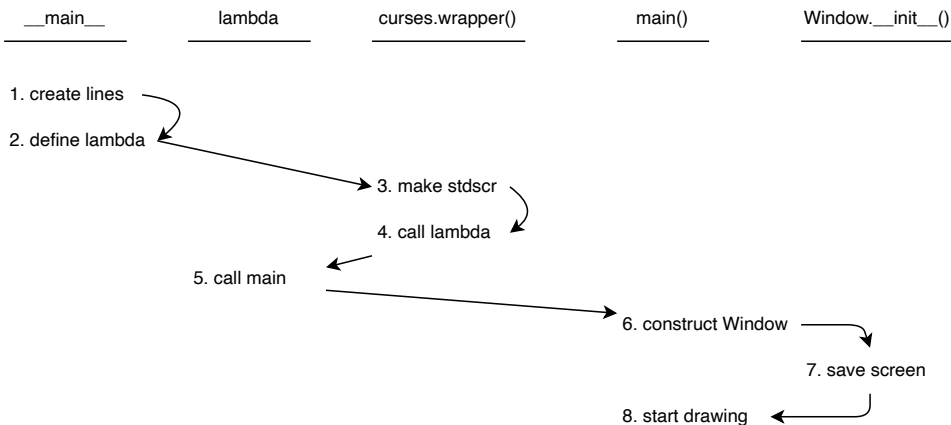 __main__ lambda curses.wrapper() main() Window.__init__()
1. create lines
2. define lambda
3. make stdscr
4. call lambda
5. call main
6. construct Window
7. save screen
8. start drawing